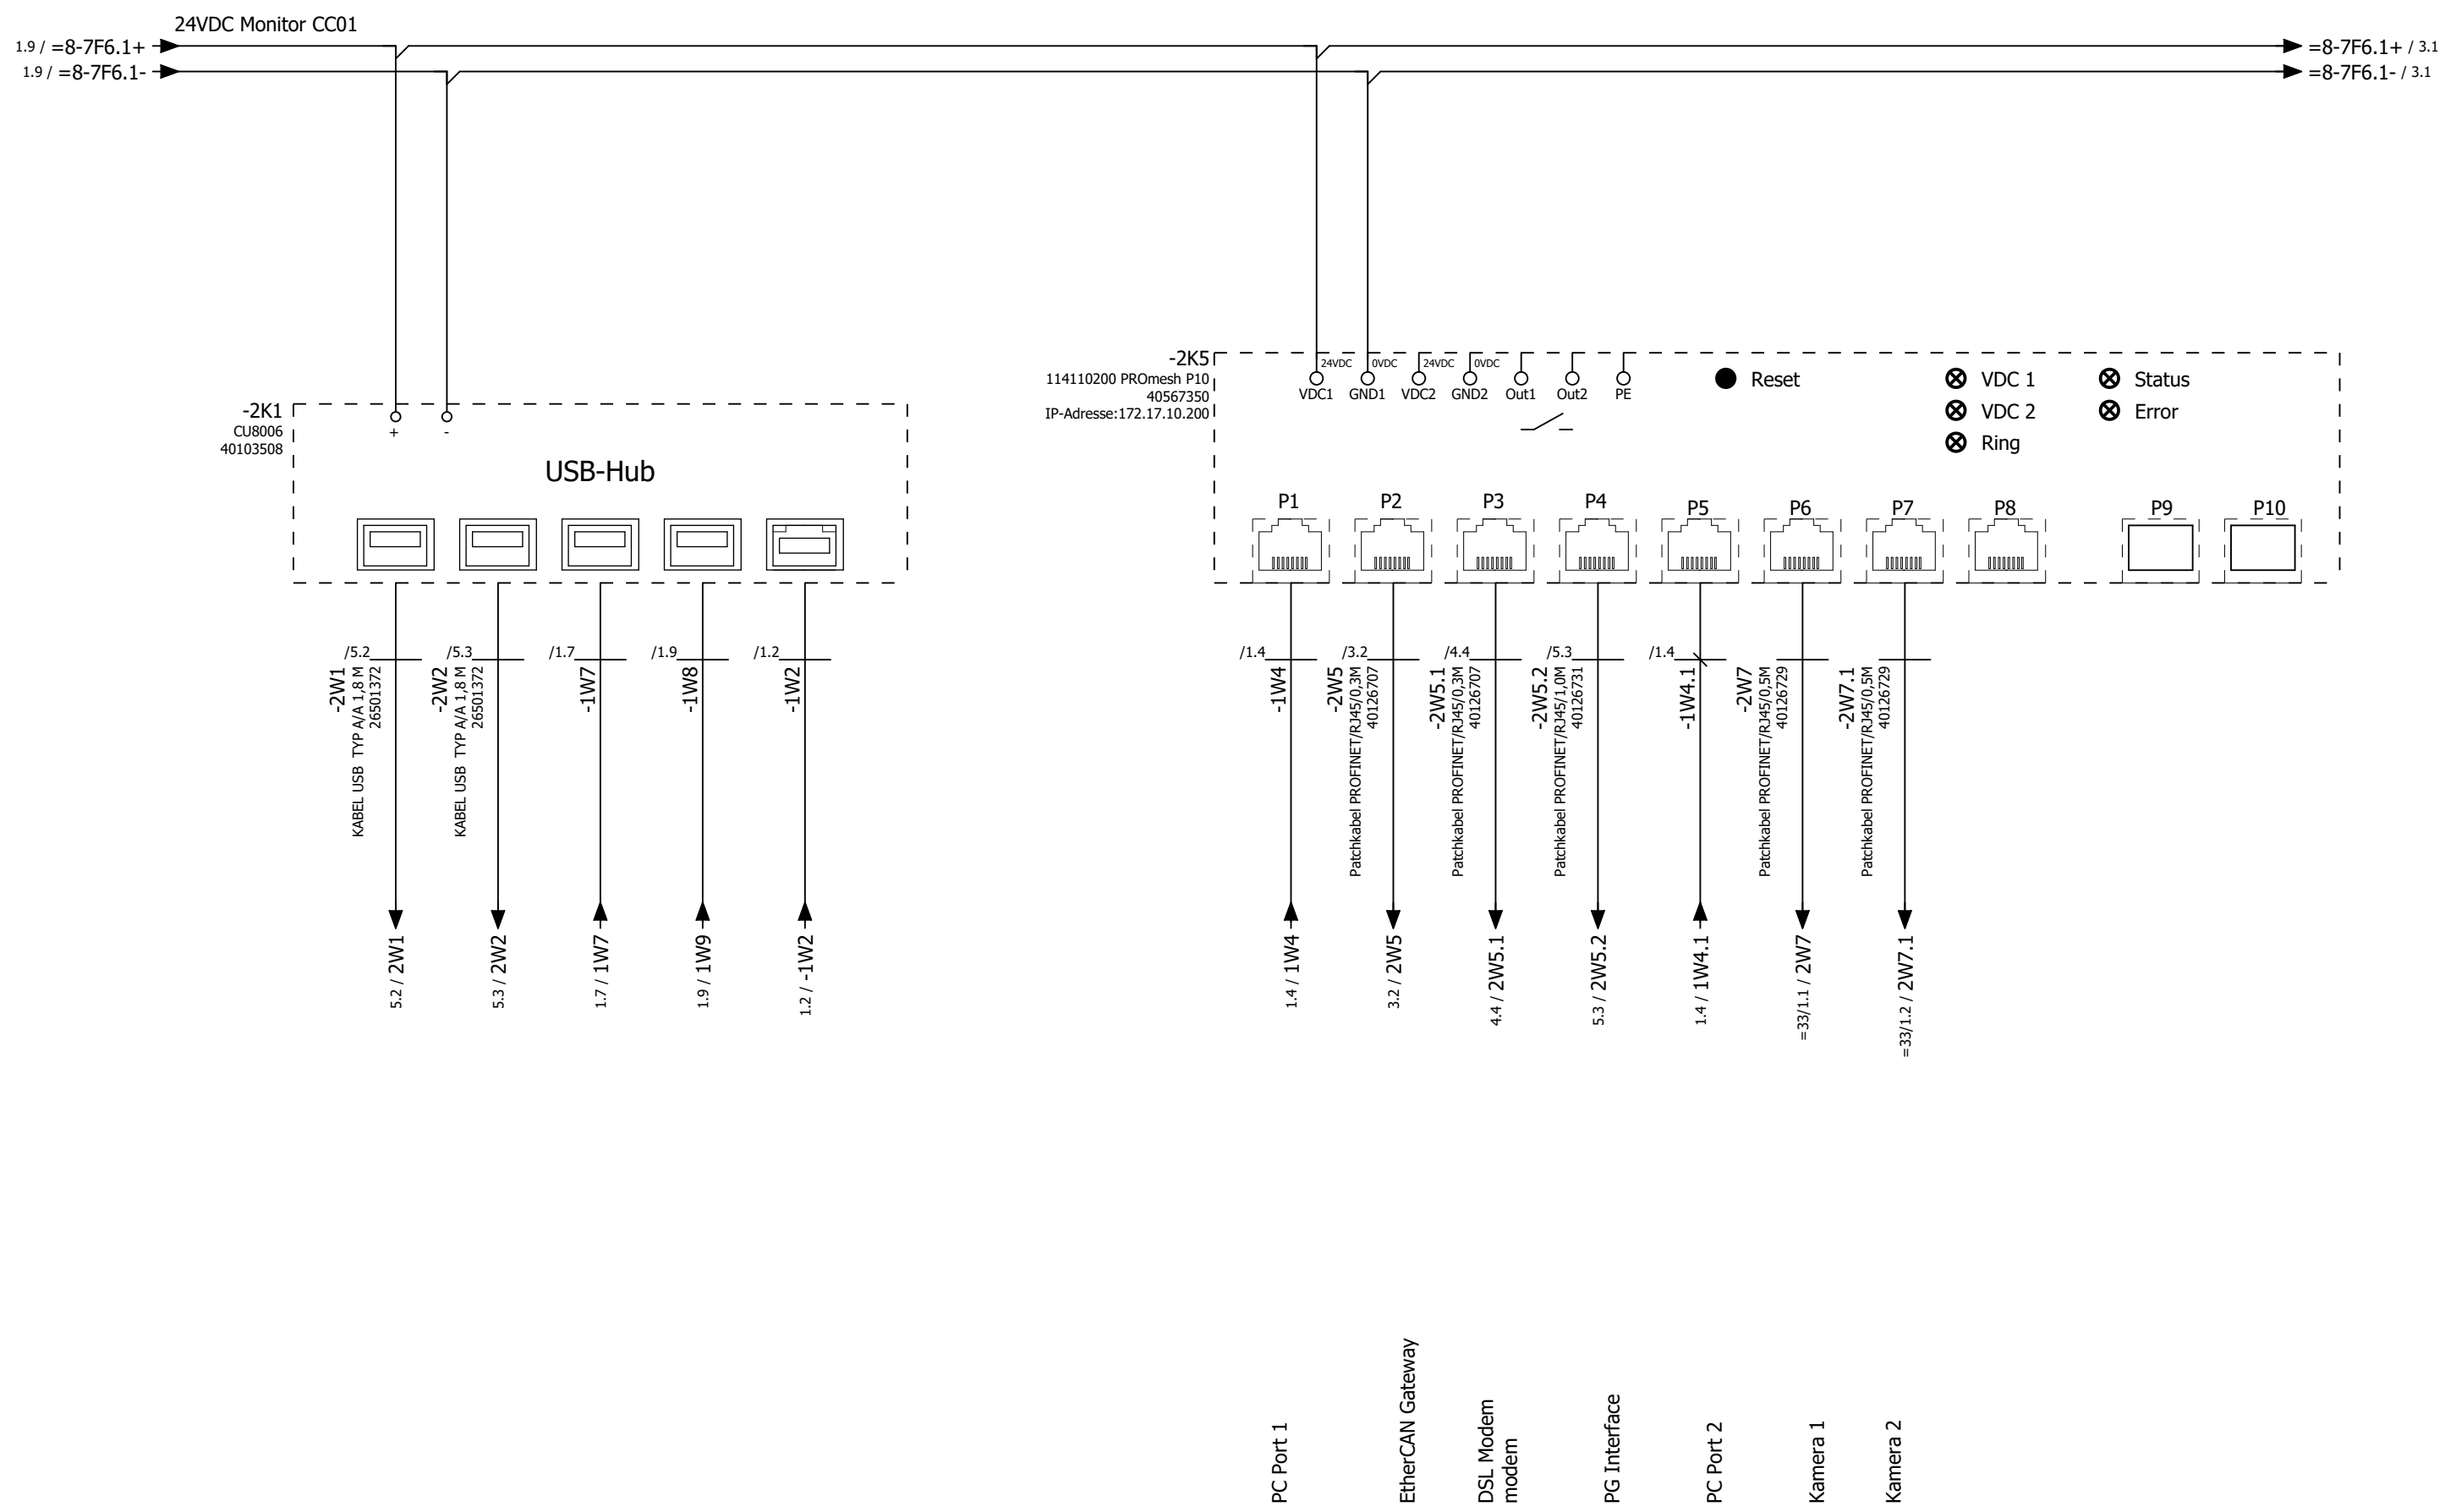 24VDC Monitor CC01
1.9 / =8-7F6.1+
=8-7F6.1+ / 3.1
1.9 / =8-7F6.1-
=8-7F6.1- / 3.1
-2K1
CU8006
40103508
+
-
USB-Hub
-2K5
114110200 PROmesh P10
40567350
IP-Adresse:172.17.10.200
24VDC
0VDC
24VDC
0VDC
VDC1
GND1
VDC2
GND2
Out1
Out2
PE
Reset
VDC 1
VDC 2
Ring
Status
Error
P1
P2
P3
P4
P5
P6
P7
P8
P9
P10
/5.2
-2W1
KABEL USB TYP A/A 1,8 M
26501372
/5.3
-2W2
KABEL USB TYP A/A 1,8 M
26501372
/1.7
-1W7
/1.9
-1W8
/1.2
-1W2
/1.4
-1W4
/3.2
-2W5
Patchkabel PROFINET/RJ45/0,3M
40126707
/4.4
-2W5.1
Patchkabel PROFINET/RJ45/0,3M
40126707
/5.3
-2W5.2
Patchkabel PROFINET/RJ45/1,0M
40126731
/1.4
-1W4.1
-2W7
Patchkabel PROFINET/RJ45/0,5M
40126729
-2W7.1
Patchkabel PROFINET/RJ45/0,5M
40126729
5.2 / 2W1
5.3 / 2W2
1.7 / 1W7
1.9 / 1W9
1.2 / -1W2
1.4 / 1W4
3.2 / 2W5
4.4 / 2W5.1
5.3 / 2W5.2
1.4 / 1W4.1
=33/1.1 / 2W7
=33/1.2 / 2W7.1
PC Port 1
EtherCAN Gateway
DSL Modem
modem
PG Interface
PC Port 2
Kamera 1
Kamera 2